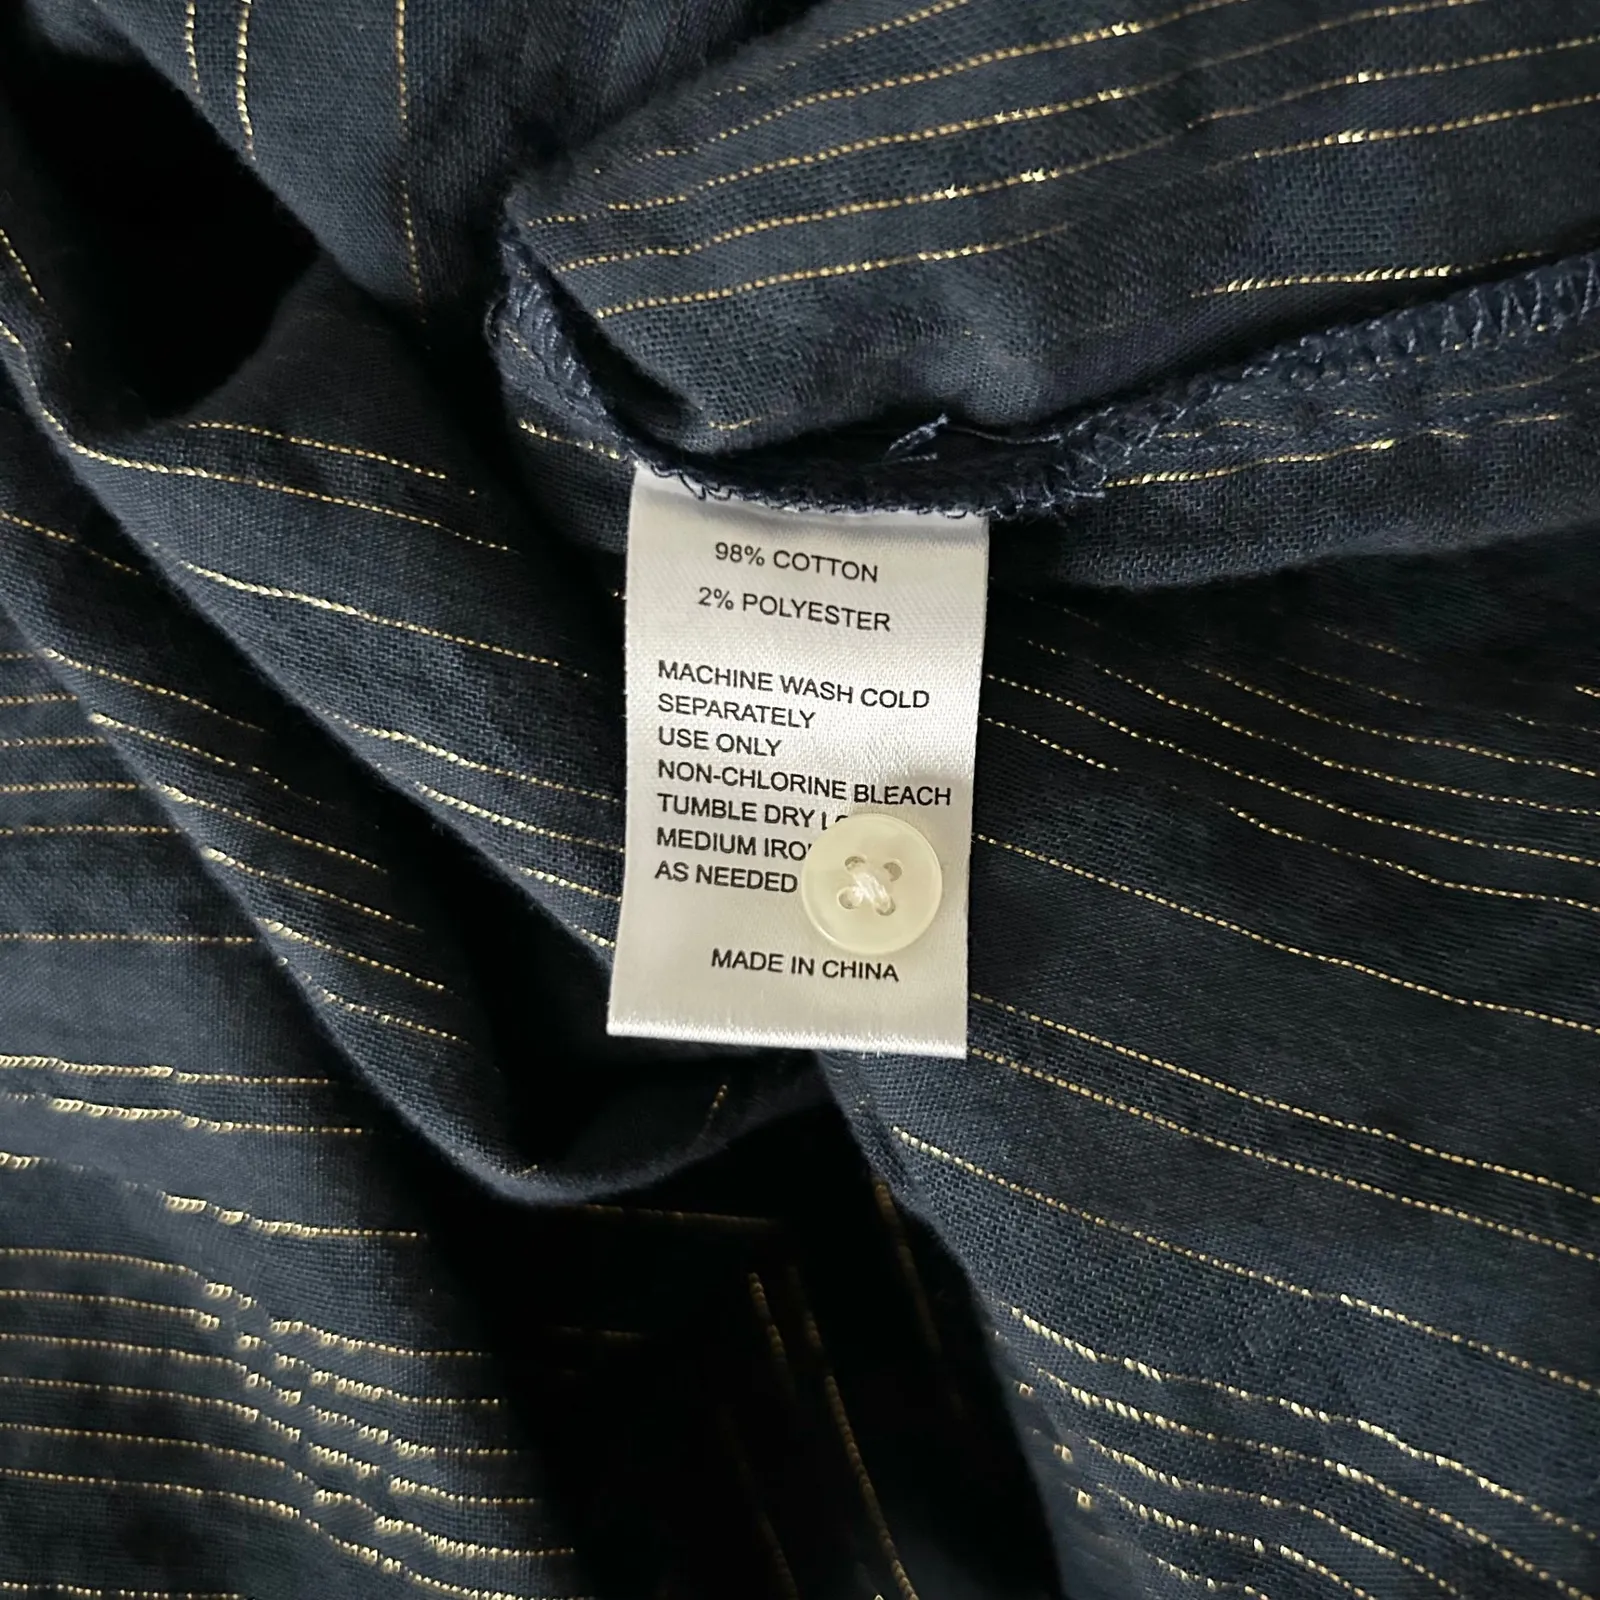 98% COTTON
2% POLYESTER
MACHINE WASH COLD
SEPARATELY
USE ONLY
NON-CHLORINE BLEACH
TUMBLE DRY
MEDIUM
AS NEEDED
MADE IN CHINA